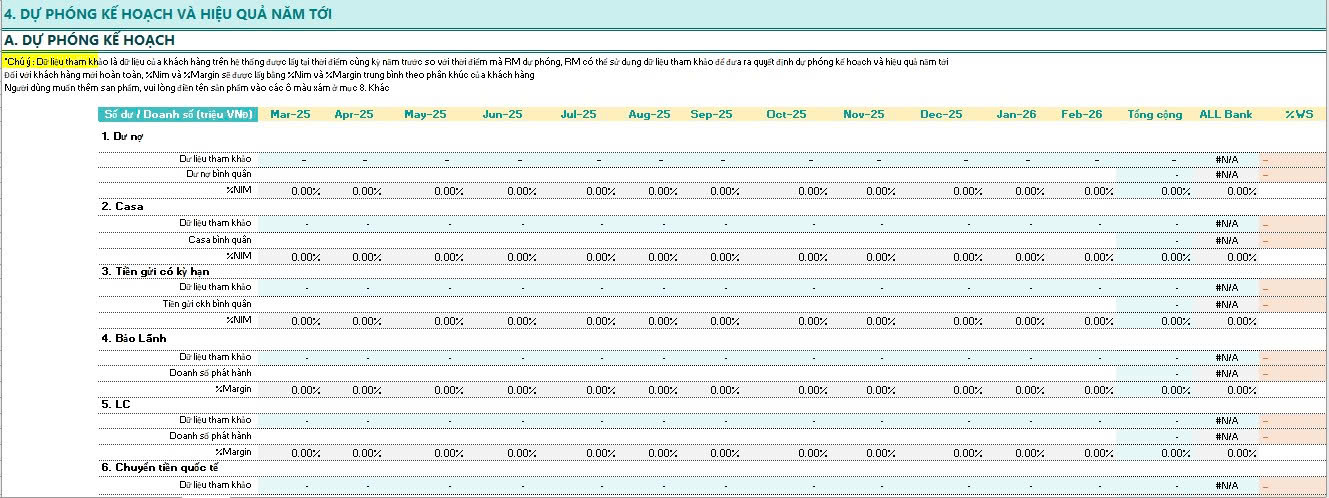 4. DỰ PHÓNG KẾ HOẠCH VÀ HIỆU QUẢ NĂM TỚI
A. DỰ PHÓNG KẾ HOẠCH
*Chú ý : Dữ liệu tham khảo là dữ liệu của khách hàng trên hệ thống được lấy tại thời điểm cùng kỳ năm trước so với thời điểm mà RM dự phóng, RM có thể sử dụng dữ liệu tham khảo để đưa ra quyết định dự phóng kế hoạch và hiệu quả năm tới
Đối với khách hàng mới hoàn toàn, %Nim và %Margin sẽ được lấy bằng %Nim và %Margin trung bình theo phân khúc của khách hàng
Người dùng muốn thêm sản phẩm, vui lòng điền tên sản phẩm vào các ô màu xám ở mục 8. Khác
Số dư / Doanh số (triệu VNĐ) Mar-25 Apr-25 May-25 Jun-25 Jul-25 Aug-25 Sep-25 Oct-25 Nov-25 Dec-25 Jan-26 Feb-26 Tổng cộng ALL Bank %WS
1. Dư nợ
Dữ liệu tham khảo - - - - - - - - - - - - - #N/A -
Dư nợ bình quân - #N/A -
%NIM 0.00% 0.00% 0.00% 0.00% 0.00% 0.00% 0.00% 0.00% 0.00% 0.00% 0.00% 0.00% 0.00% 0.00%
2. Casa
Dữ liệu tham khảo - - - - - - - - - - - - - #N/A -
Casa bình quân - #N/A -
%NIM 0.00% 0.00% 0.00% 0.00% 0.00% 0.00% 0.00% 0.00% 0.00% 0.00% 0.00% 0.00% 0.00% 0.00%
3. Tiền gửi có kỳ hạn
Dữ liệu tham khảo - - - - - - - - - - - - - #N/A -
Tiền gửi ckh bình quân - #N/A -
%NIM 0.00% 0.00% 0.00% 0.00% 0.00% 0.00% 0.00% 0.00% 0.00% 0.00% 0.00% 0.00% 0.00% 0.00%
4. Bảo Lãnh
Dữ liệu tham khảo - - - - - - - - - - - - - #N/A -
Doanh số phát hành - #N/A -
%Margin 0.00% 0.00% 0.00% 0.00% 0.00% 0.00% 0.00% 0.00% 0.00% 0.00% 0.00% 0.00% 0.00% 0.00%
5. LC
Dữ liệu tham khảo - - - - - - - - - - - - - #N/A -
Doanh số phát hành - #N/A -
%Margin 0.00% 0.00% 0.00% 0.00% 0.00% 0.00% 0.00% 0.00% 0.00% 0.00% 0.00% 0.00% 0.00% 0.00%
6. Chuyển tiền quốc tế
Dữ liệu tham khảo - - - - - - - - - - - - - #N/A -